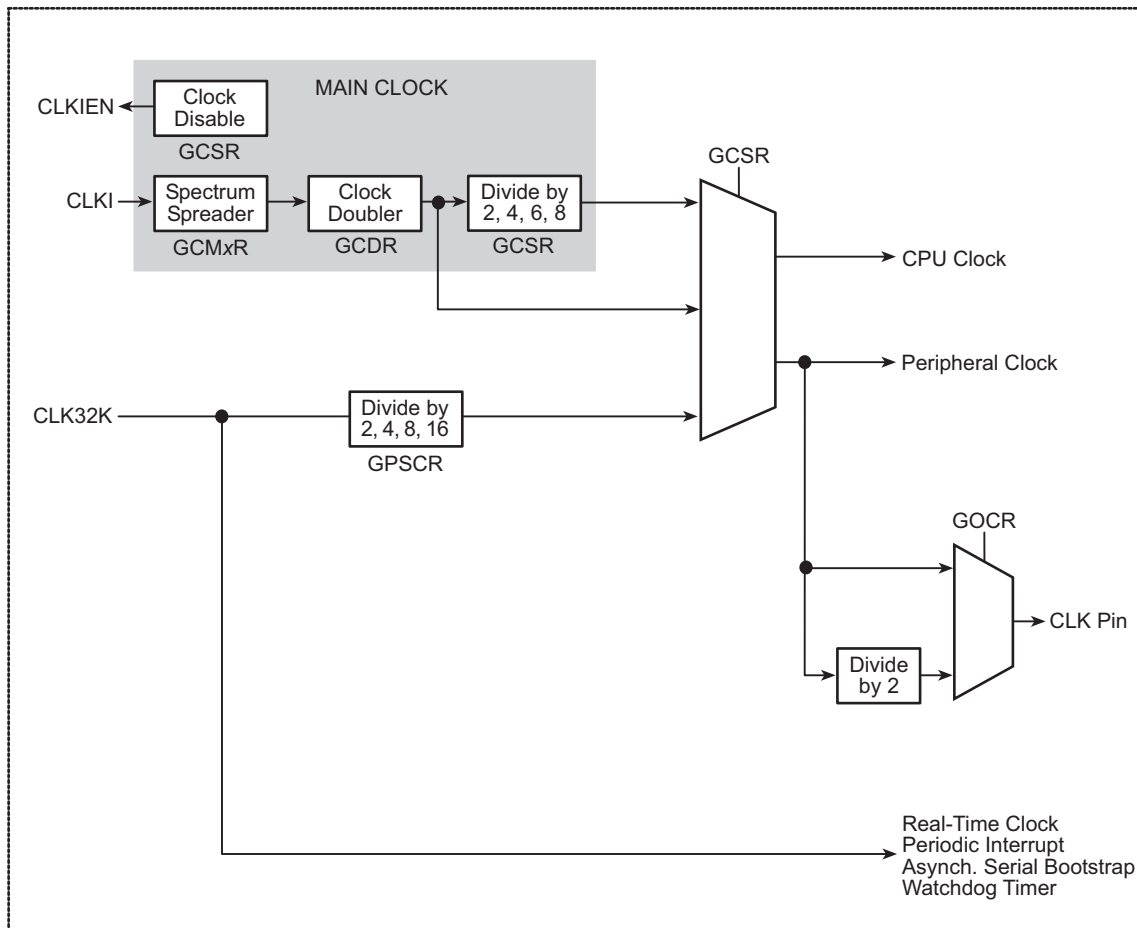 MAIN CLOCK
CLKIEN
Clock
Disable
GCSR
CLKI
Spectrum
Spreader
GCMxR
Clock
Doubler
GCDR
Divide by
2, 4, 6, 8
GCSR
GCSR
CPU Clock
Peripheral Clock
CLK32K
Divide by
2, 4, 8, 16
GPSCR
GOCR
CLK Pin
Divide
by 2
Real-Time Clock
Periodic Interrupt
Asynch. Serial Bootstrap
Watchdog Timer